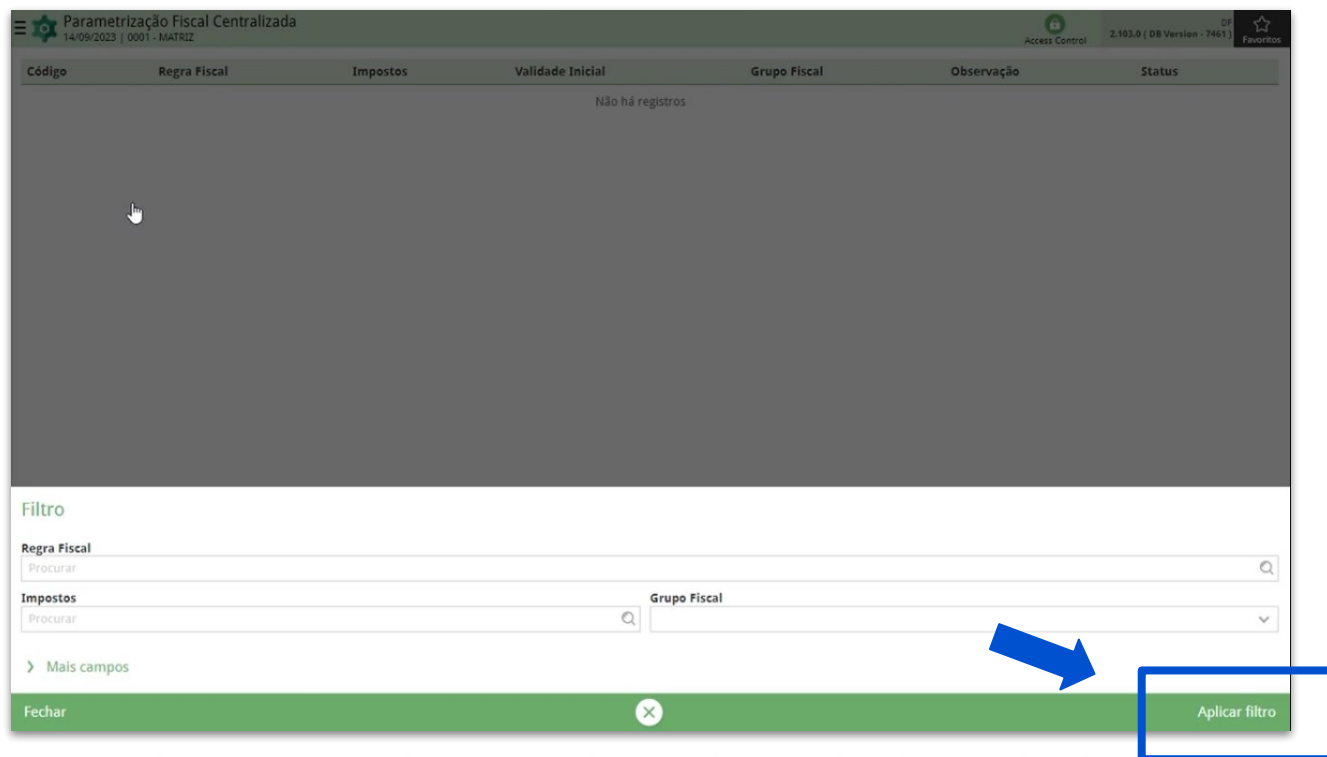 Parametrização Fiscal Centralizada
14/09/2023 | 0001 - MATRIZ
Access Control
DF
2.103.0 ( DB Version - 7461 )
Favoritos
Código Regra Fiscal Impostos Validade Inicial Grupo Fiscal Observação Status
Não há registros
Filtro
Regra Fiscal
Procurar
Impostos Grupo Fiscal
Procurar
Mais campos
Fechar Aplicar filtro